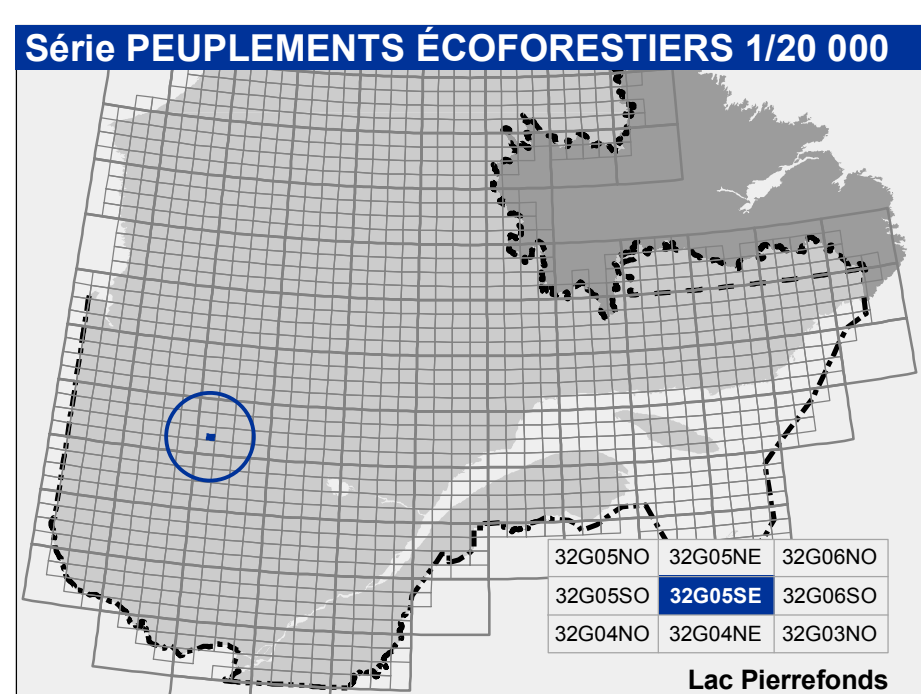 Série PEUPLEMENTS ÉCOFORESTIERS 1/20 000
32G05NO 32G05NE 32G06NO
32G05SO 32G05SE 32G06SO
32G04NO 32G04NE 32G03NO
Lac Pierrefonds